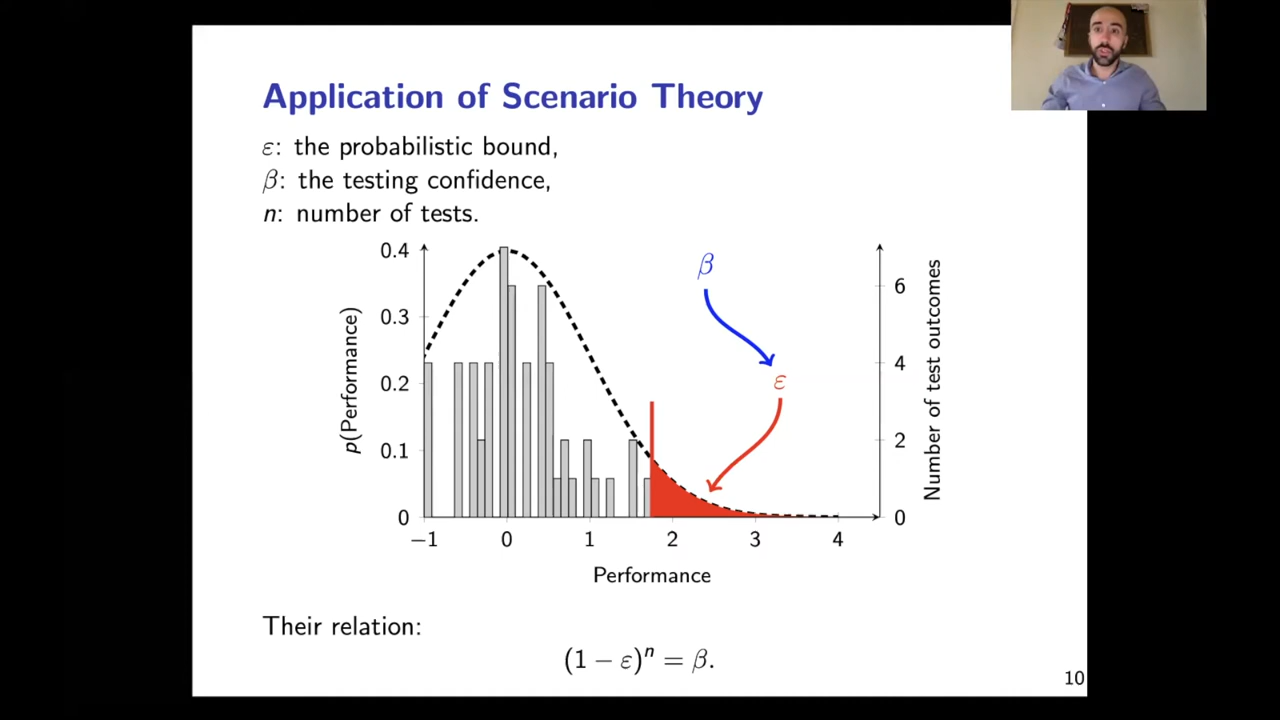 Application of Scenario Theory
ε: the probabilistic bound,
β: the testing confidence,
n: number of tests.
0.4
0.3
0.2
0.1
0
p(Performance)
−1 0 1 2 3 4
Performance
β
ε
6
4
2
0
Number of test outcomes
Their relation:
(1 − ε)ⁿ = β.
10